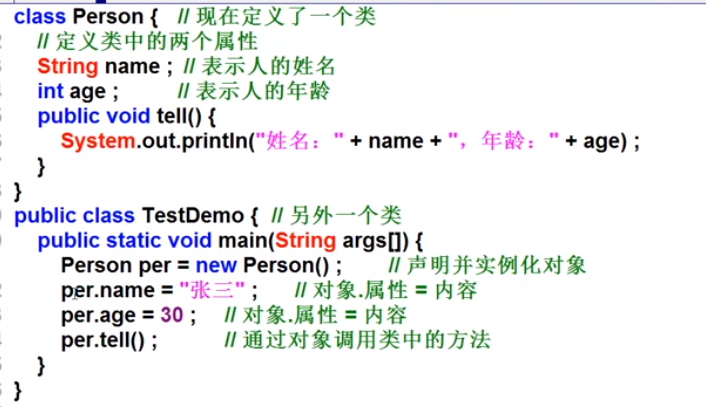 class Person { // 现在定义了一个类
// 定义类中的两个属性
String name ; // 表示人的姓名
int age ; // 表示人的年龄
public void tell() {
System.out.println("姓名：" + name + "，年龄：" + age) ;
}
}
public class TestDemo { // 另外一个类
public static void main(String args[]) {
Person per = new Person() ; // 声明并实例化对象
per.name = "张三" ; // 对象.属性 = 内容
per.age = 30 ; // 对象.属性 = 内容
per.tell() ; // 通过对象调用类中的方法
}
}